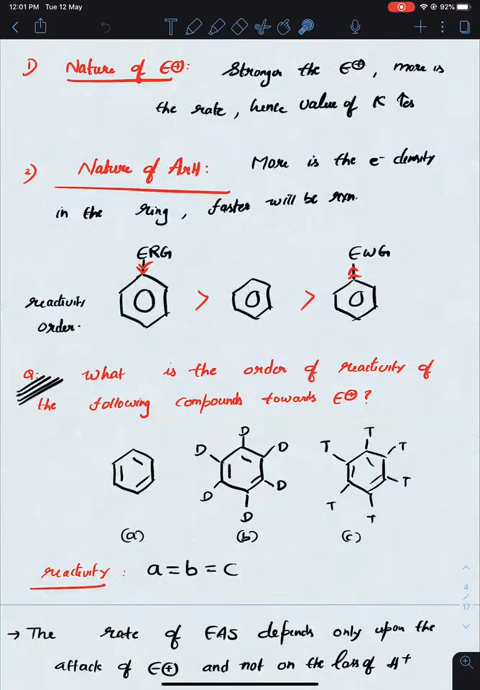 12:01 PM Tue 12 May
92%
1) Nature of E⊕: Stronger the E⊕, more is
the rate, hence value of K ↑es
2) Nature of ArH: More is the e⁻ density
in the ring, faster will be rxn.
ERG EWG
reactivity > >
order.
Q: What is the order of reactivity of
the following compounds towards E⊕?
D T
D D T T
D D T T
D T
(a) (b) (c)
reactivity: a = b = c
4
/
17
→ The rate of EAS depends only upon the
attack of E⊕ and not on the loss of H+